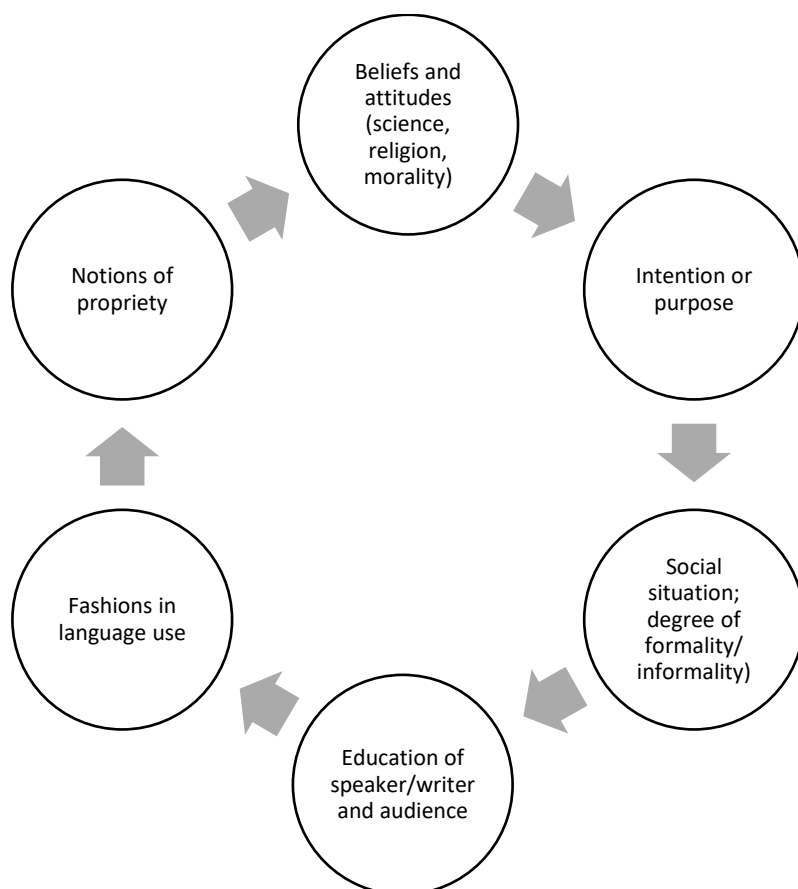 Beliefs and
attitudes
(science,
religion,
morality)
Intention or
purpose
Social
situation;
degree of
formality/
informality)
Education of
speaker/writer
and audience
Fashions in
language use
Notions of
propriety